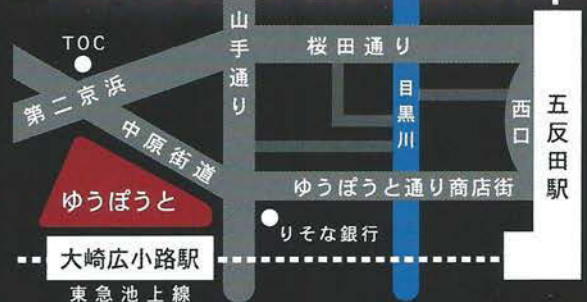 TOC
山手通り
桜田通り
第二京浜
中原街道
目黒川
西口
五反田駅
ゆうぽうと
ゆうぽうと通り商店街
りそな銀行
大崎広小路駅
東急池上線